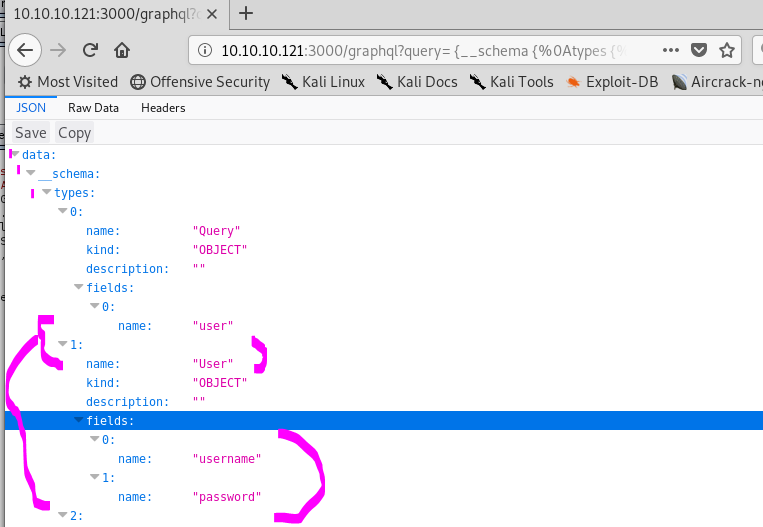 10.10.10.121:3000/graphql?q
10.10.10.121:3000/graphql?query= {__schema {%0Atypes {%
Most Visited Offensive Security Kali Linux Kali Docs Kali Tools Exploit-DB Aircrack-n
JSON Raw Data Headers
Save Copy
data:
__schema:
types:
0:
name: "Query"
kind: "OBJECT"
description: ""
fields:
0:
name: "user"
1:
name: "User"
kind: "OBJECT"
description: ""
fields:
0:
name: "username"
1:
name: "password"
2: